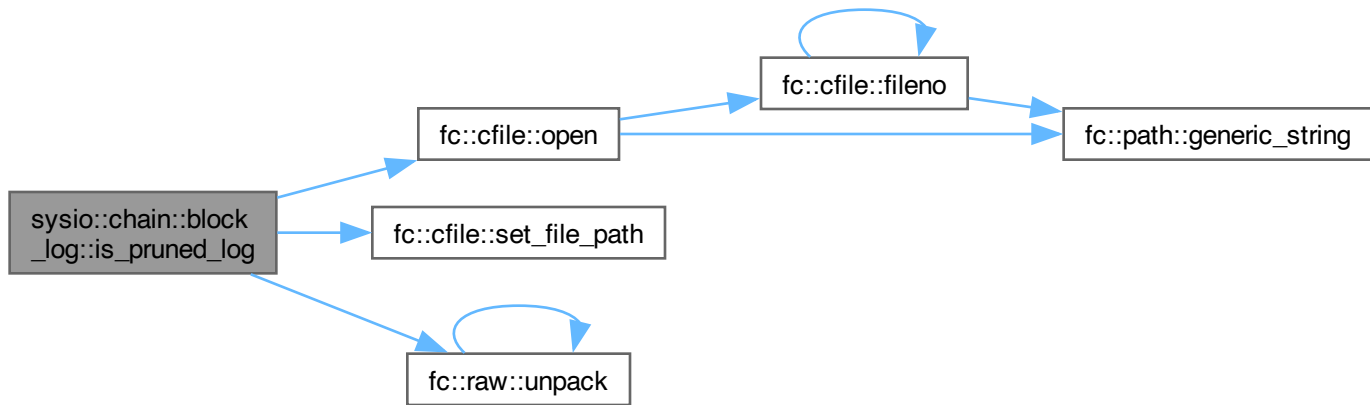 sysio::chain::block
_log::is_pruned_log
fc::cfile::open
fc::cfile::fileno
fc::path::generic_string
fc::cfile::set_file_path
fc::raw::unpack